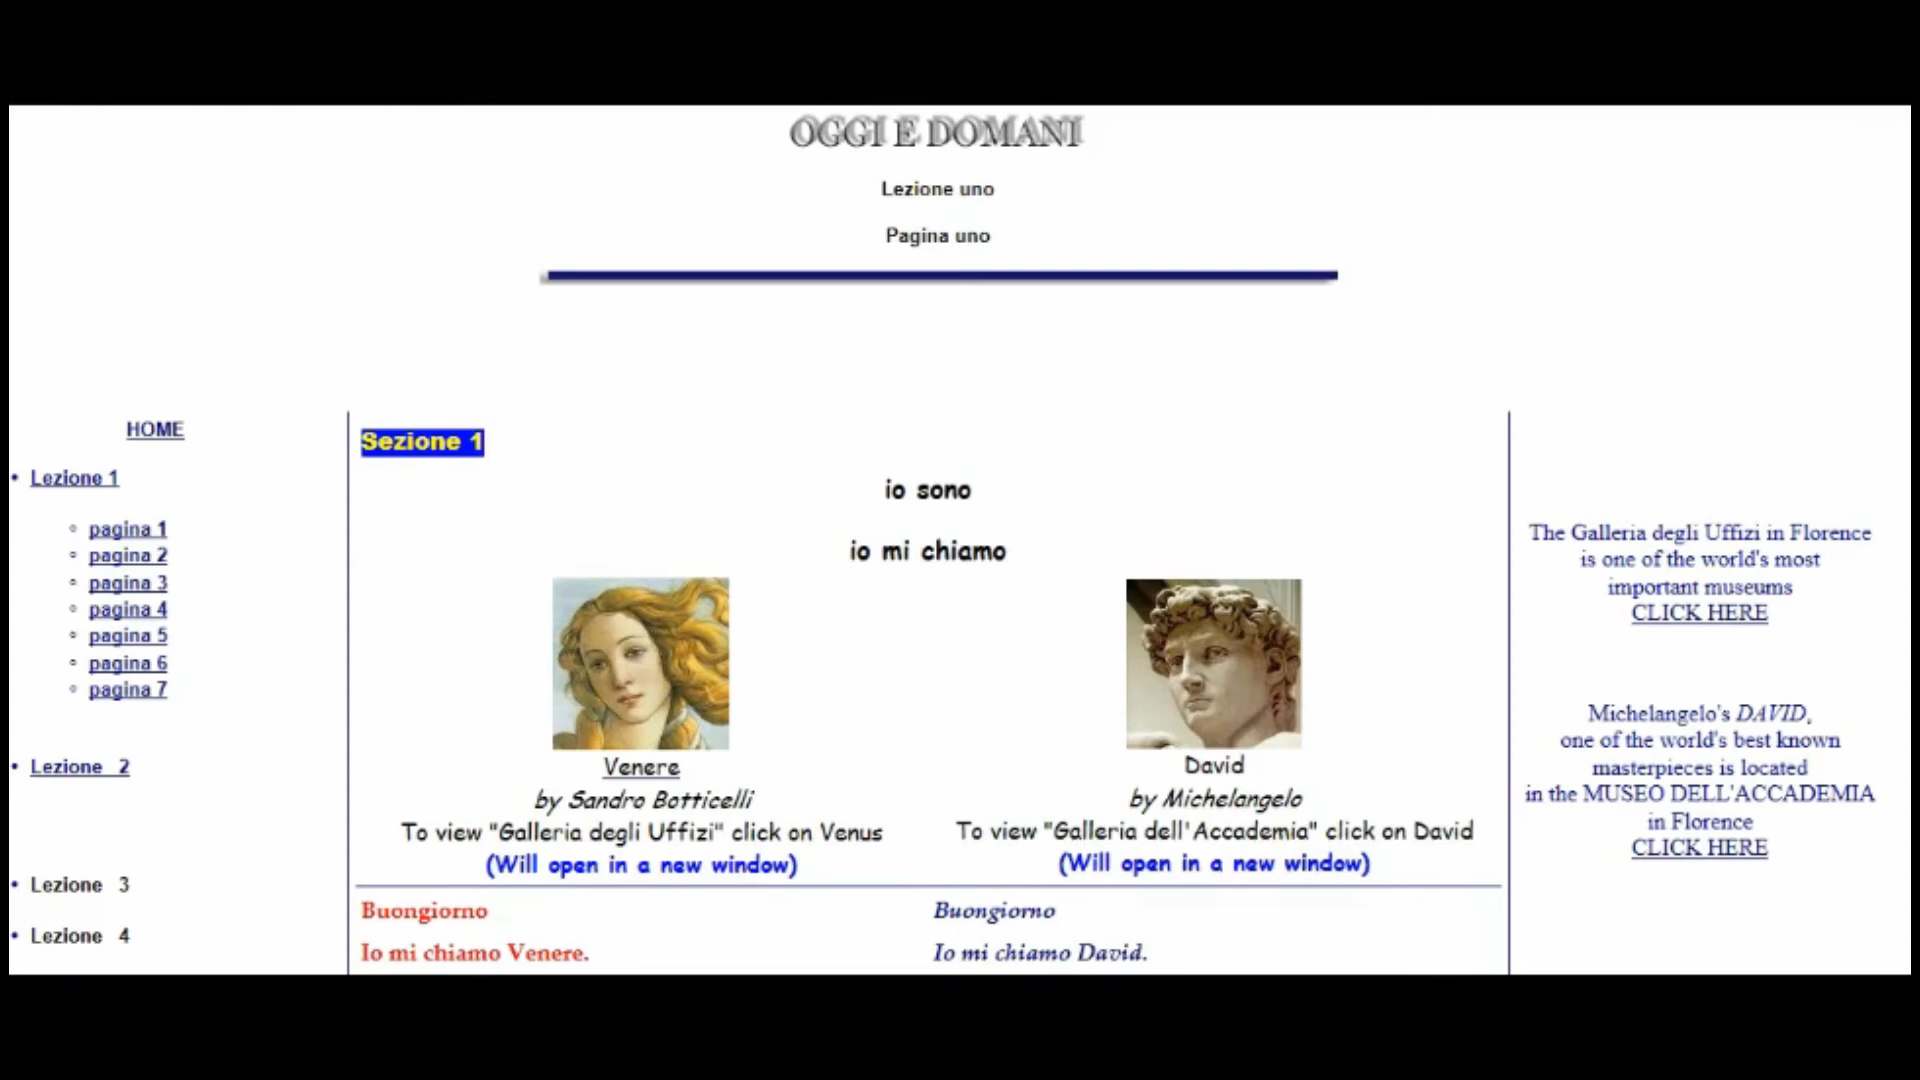 OGGI E DOMANI
Lezione uno
Pagina uno
HOME
Lezione 1
pagina 1
pagina 2
pagina 3
pagina 4
pagina 5
pagina 6
pagina 7
Lezione 2
Lezione 3
Lezione 4
Sezione 1
io sono
io mi chiamo
Venere
by Sandro Botticelli
To view "Galleria degli Uffizi" click on Venus
(Will open in a new window)
David
by Michelangelo
To view "Galleria dell'Accademia" click on David
(Will open in a new window)
Buongiorno
Io mi chiamo Venere.
Buongiorno
Io mi chiamo David.
The Galleria degli Uffizi in Florence
is one of the world's most
important museums
CLICK HERE
Michelangelo's DAVID,
one of the world's best known
masterpieces is located
in the MUSEO DELL'ACCADEMIA
in Florence
CLICK HERE